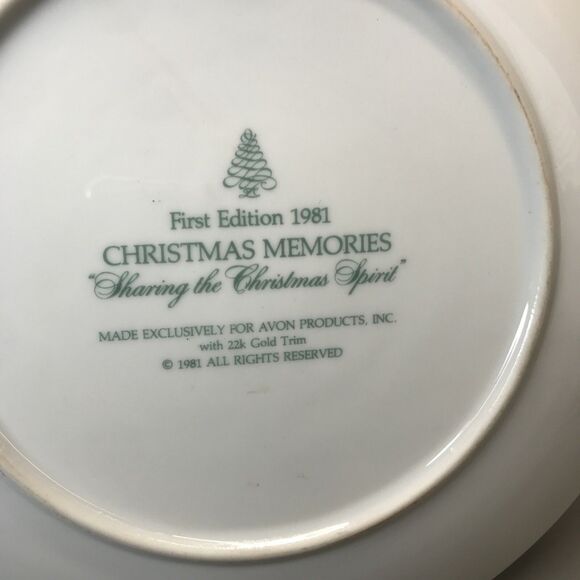 First Edition 1981
CHRISTMAS MEMORIES
“Sharing the Christmas Spirit”
MADE EXCLUSIVELY FOR AVON PRODUCTS, INC.
with 22k Gold Trim
© 1981 ALL RIGHTS RESERVED